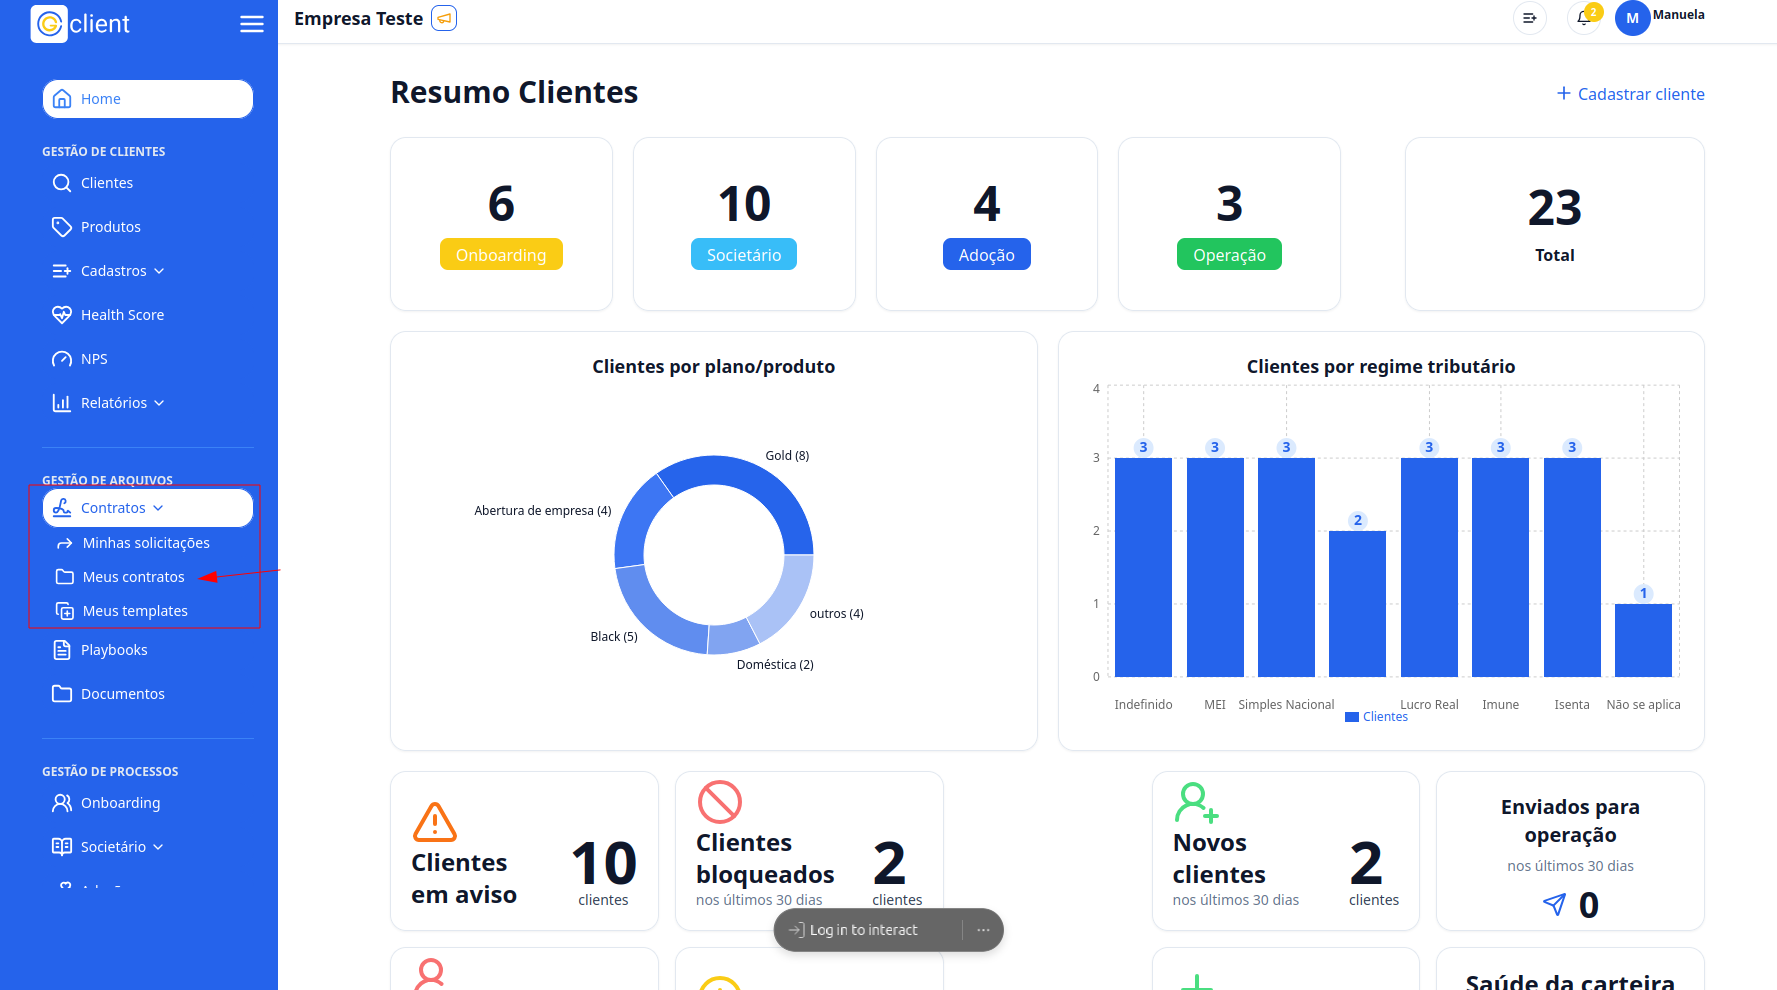 client
Empresa Teste
2
M
Manuela
Home
GESTÃO DE CLIENTES
Clientes
Produtos
Cadastros
Health Score
NPS
Relatórios
GESTÃO DE ARQUIVOS
Contratos
Minhas solicitações
Meus contratos
Meus templates
Playbooks
Documentos
GESTÃO DE PROCESSOS
Onboarding
Societário
Resumo Clientes
+ Cadastrar cliente
6
Onboarding
10
Societário
4
Adoção
3
Operação
23
Total
Clientes por plano/produto
Gold (8)
Abertura de empresa (4)
Black (5)
Doméstica (2)
outros (4)
Clientes por regime tributário
4
3
2
1
0
3
3
3
2
3
3
3
1
Indefinido
MEI
Simples Nacional
Lucro Real
Imune
Isenta
Não se aplica
Clientes
Clientes
em aviso
10
clientes
Clientes
bloqueados
nos últimos 30 dias
2
clientes
Novos
clientes
nos últimos 30 dias
2
clientes
Enviados para
operação
nos últimos 30 dias
0
Log in to interact
Saúde da carteira